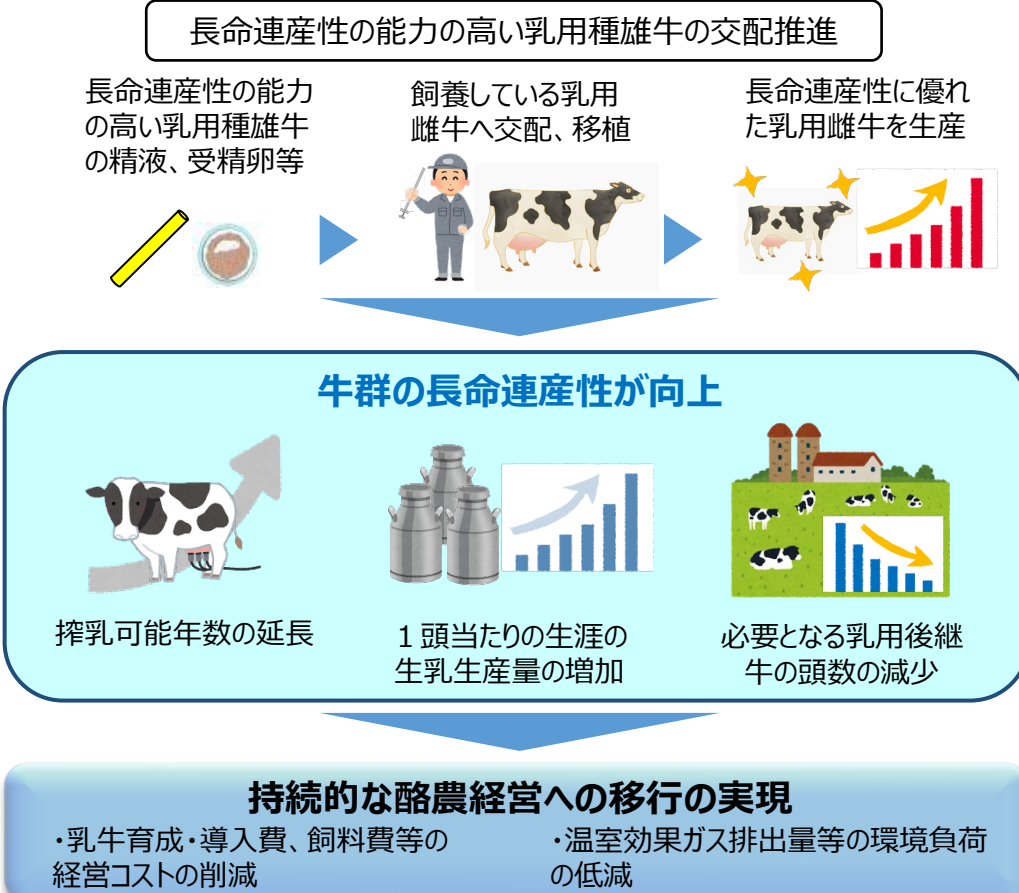 長命連産性の能力の高い乳用種雄牛の交配推進
長命連産性の能力
の高い乳用種雄牛
の精液、受精卵等
飼養している乳用
雌牛へ交配、移植
長命連産性に優れ
た乳用雌牛を生産
牛群の長命連産性が向上
搾乳可能年数の延長
1頭当たりの生涯の
生乳生産量の増加
必要となる乳用後継
牛の頭数の減少
持続的な酪農経営への移行の実現
・乳牛育成・導入費、飼料費等の
経営コストの削減
・温室効果ガス排出量等の環境負荷
の低減